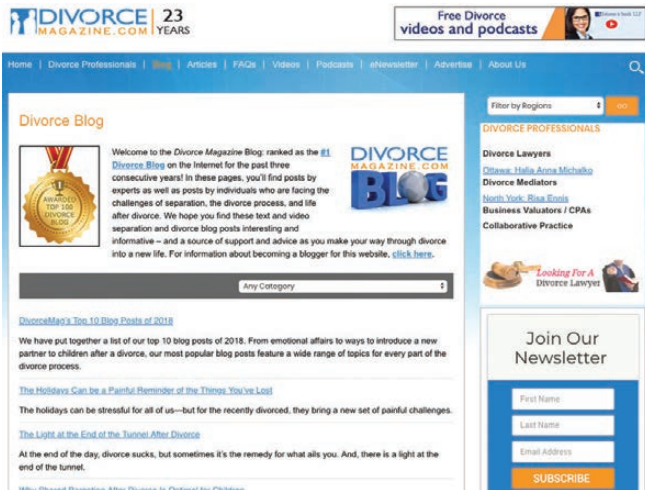 DIVORCE
MAGAZINE.COM
23
YEARS
Free Divorce
videos and podcasts
Home | Divorce Professionals | Blog | Articles | FAQs | Videos | Podcasts | eNewsletter | Advertise | About Us
Divorce Blog
AWARDED
TOP 100
DIVORCE
BLOG
Welcome to the Divorce Magazine Blog: ranked as the #1
Divorce Blog on the Internet for the past three
consecutive years! In these pages, you'll find posts by
experts as well as posts by individuals who are facing the
challenges of separation, the divorce process, and life
after divorce. We hope you find these text and video
separation and divorce blog posts interesting and
informative – and a source of support and advice as you make your way through divorce
into a new life. For information about becoming a blogger for this website, click here.
DIVORCE
MAGAZINE.COM
BLOG
Any Category
DivorceMag's Top 10 Blog Posts of 2018
We have put together a list of our top 10 blog posts of 2018. From emotional affairs to ways to introduce a new
partner to children after a divorce, our most popular blog posts feature a wide range of topics for every part of the
divorce process.
The Holidays Can be a Painful Reminder of the Things You've Lost
The holidays can be stressful for all of us—but for the recently divorced, they bring a new set of painful challenges.
The Light at the End of the Tunnel After Divorce
At the end of the day, divorce sucks, but sometimes it's the remedy for what ails you. And, there is a light at the
end of the tunnel.
Why Shared Parenting After Divorce Is Optimal for Children
Filter by Regions
GO
DIVORCE PROFESSIONALS
Divorce Lawyers
Ottawa: Halia Anna Michalko
Divorce Mediators
North York: Risa Ennis
Business Valuators / CPAs
Collaborative Practice
Looking For A
Divorce Lawyer
Join Our
Newsletter
First Name
Last Name
Email Address
SUBSCRIBE